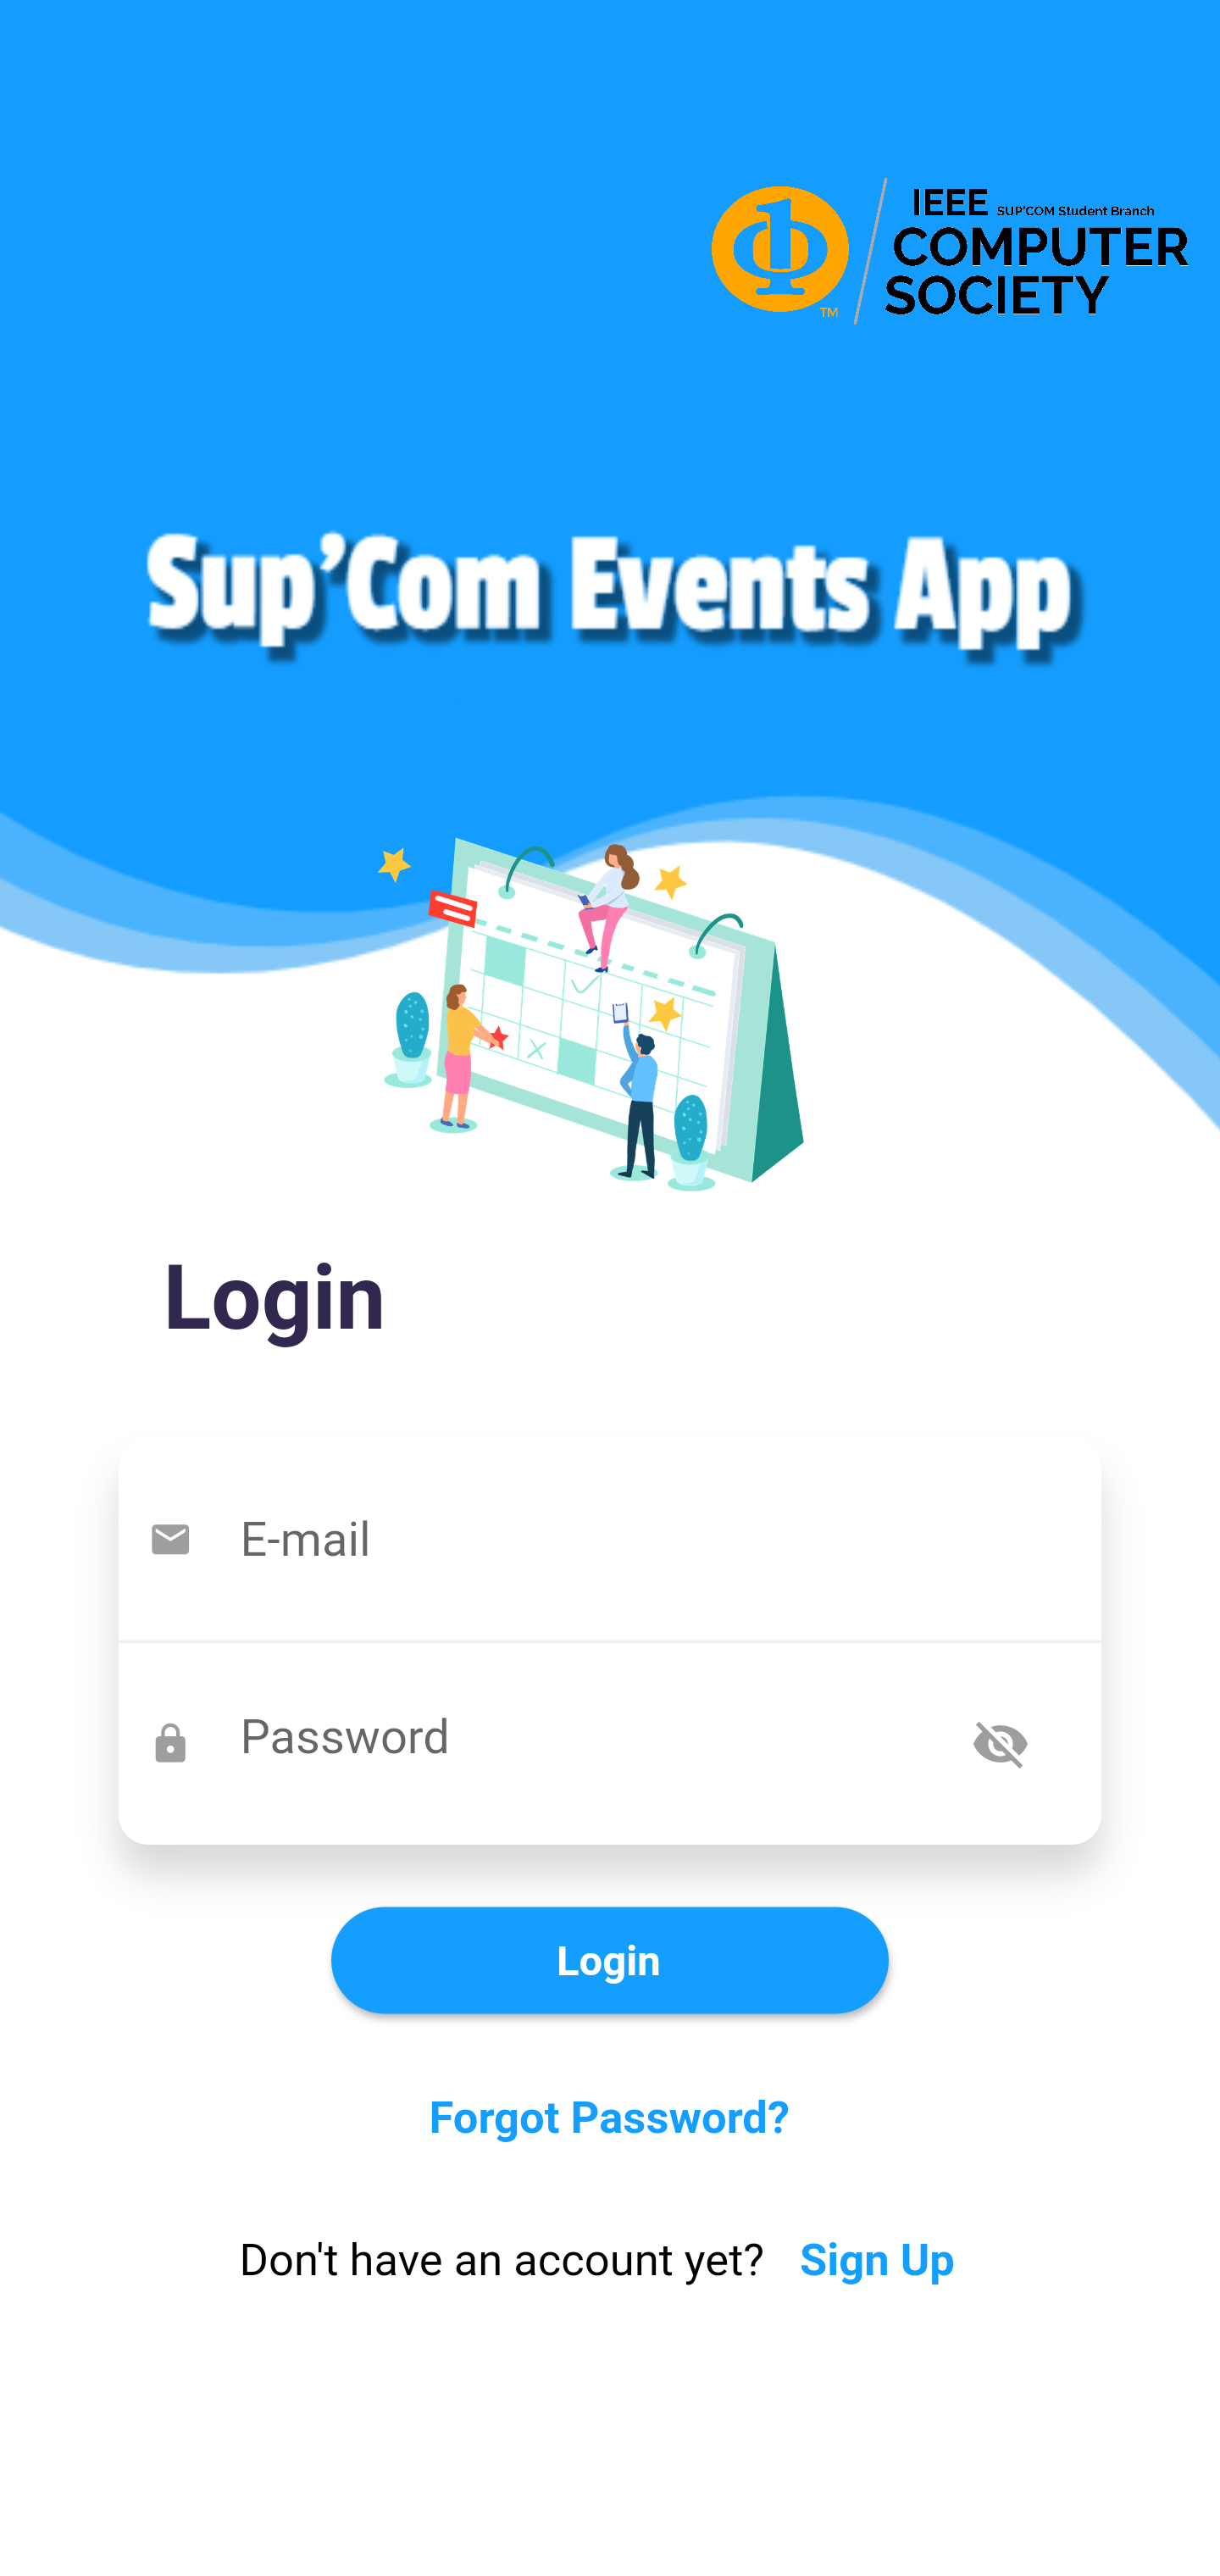 IEEE SUP'COM Student Branch
COMPUTER
SOCIETY
TM
Sup’Com Events App
Login
E-mail
Password
Login
Forgot Password?
Don't have an account yet? Sign Up